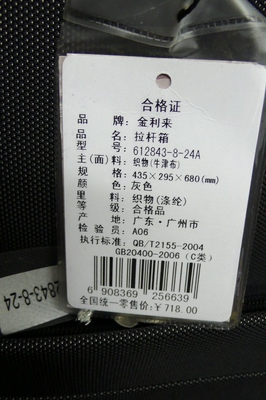 合格证
品 牌：金利来
品 名：拉杆箱
型 号：612843-8-24A
主(面)料：织物(牛津布)
规 格：435×295×680(mm)
颜 色：灰色
里 料：织物(涤纶)
等 级：合格品
产 地：广东·广州市
检 验 员：A06
执行标准：QB/T2155-2004
GB20400-2006（C类）
6 908369 256639
全国统一零售价：￥718.00
2843-8-24